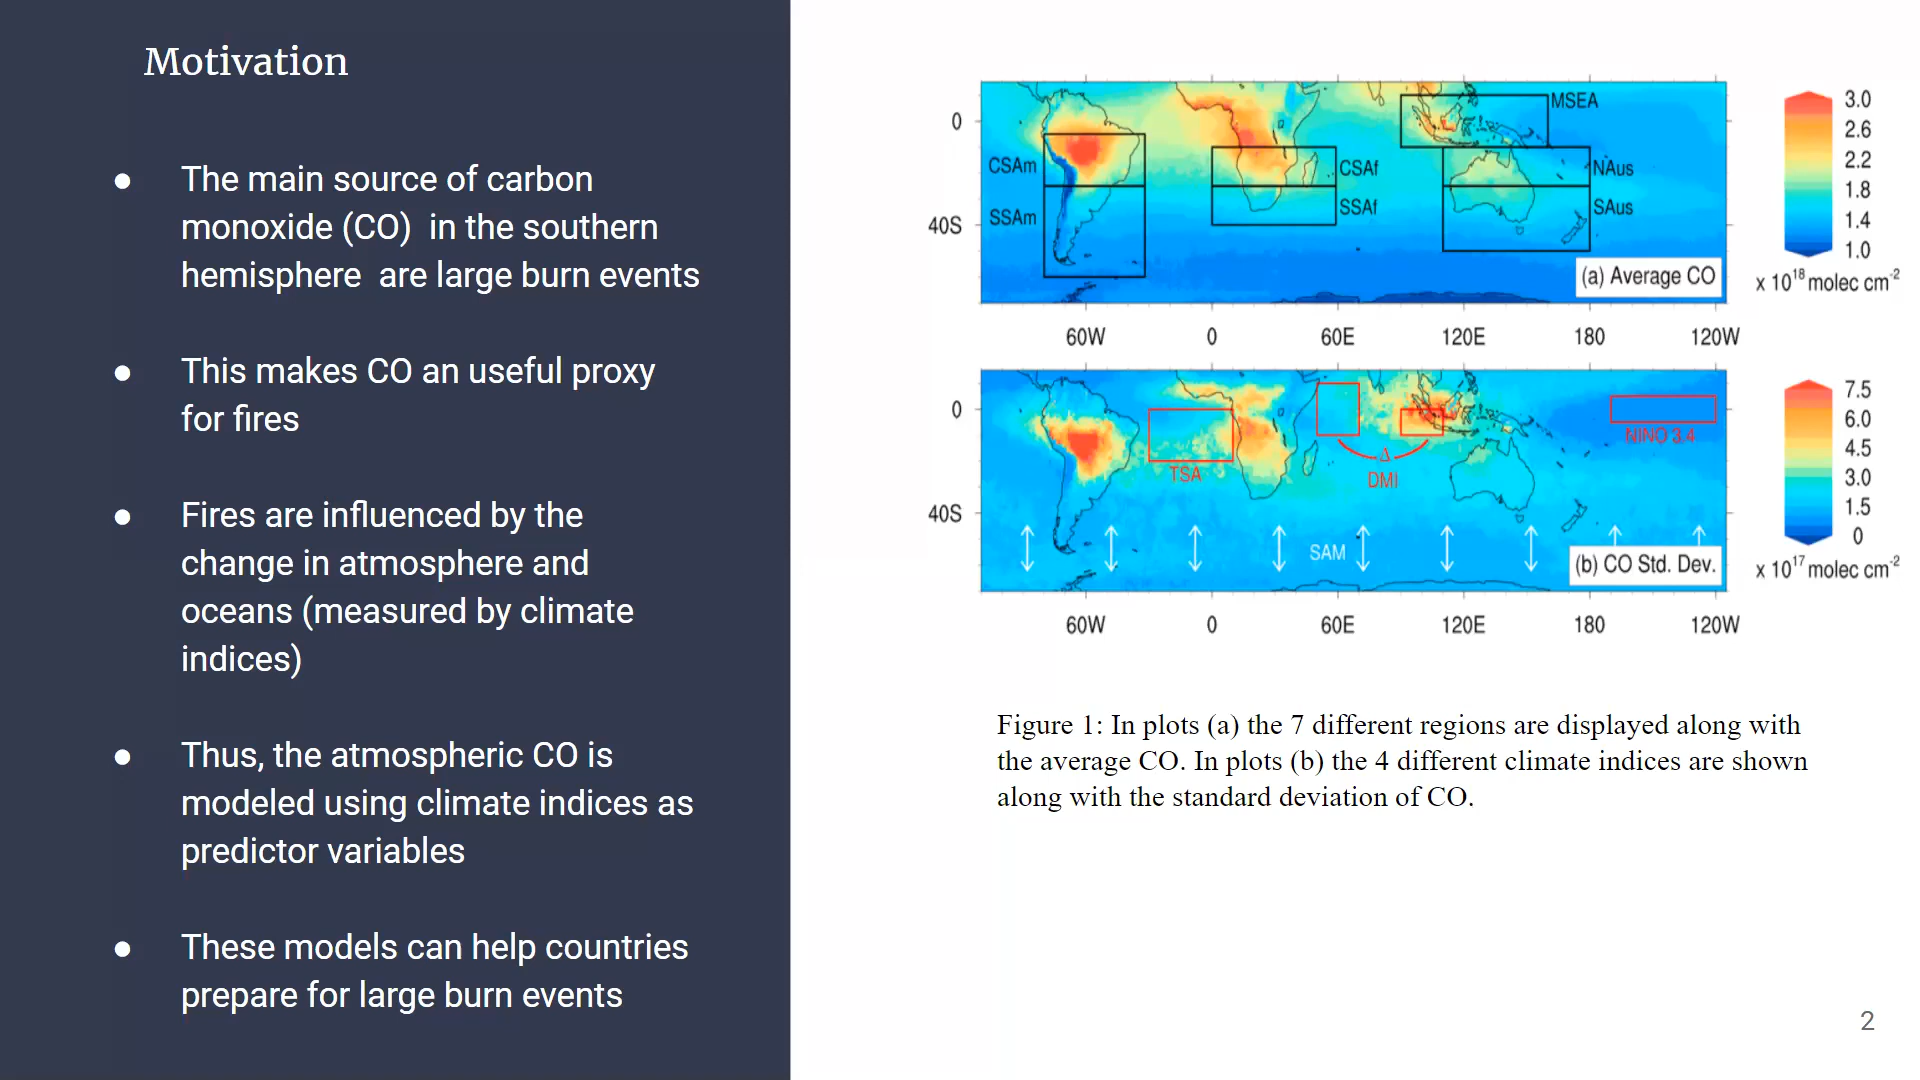 Motivation
● The main source of carbon
monoxide (CO) in the southern
hemisphere are large burn events
● This makes CO an useful proxy
for fires
● Fires are influenced by the
change in atmosphere and
oceans (measured by climate
indices)
● Thus, the atmospheric CO is
modeled using climate indices as
predictor variables
● These models can help countries
prepare for large burn events
0
40S
CSAm
SSAm
CSAf
SSAf
MSEA
NAus
SAus
(a) Average CO
60W 0 60E 120E 180 120W
3.0
2.6
2.2
1.8
1.4
1.0
x 10¹⁸ molec cm⁻²
0
40S
TSA
Δ
DMI
NINO 3.4
SAM
(b) CO Std. Dev.
60W 0 60E 120E 180 120W
7.5
6.0
4.5
3.0
1.5
0
x 10¹⁷ molec cm⁻²
Figure 1: In plots (a) the 7 different regions are displayed along with
the average CO. In plots (b) the 4 different climate indices are shown
along with the standard deviation of CO.
2